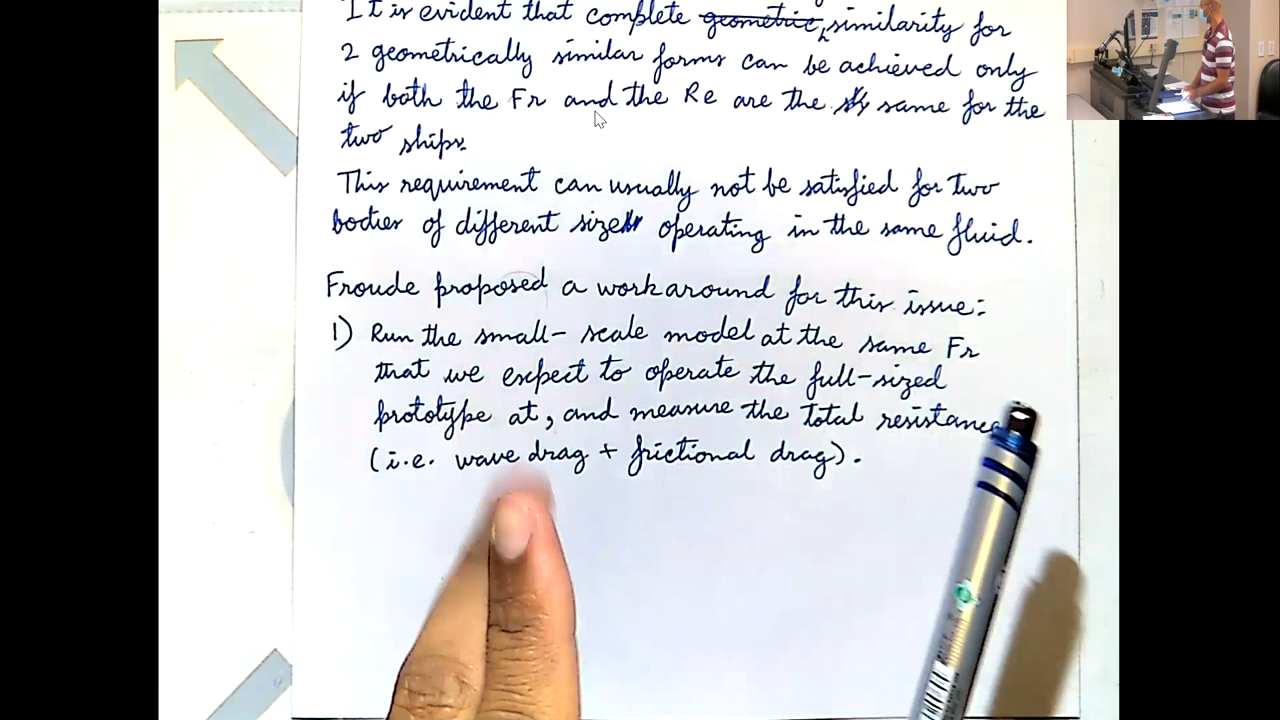 It is evident that complete geometric similarity for
2 geometrically similar forms can be achieved only
if both the Fr and the Re are the same for the
two ships.
This requirement can usually not be satisfied for two
bodies of different size operating in the same fluid.
Froude proposed a workaround for this issue:
1) Run the small-scale model at the same Fr
that we expect to operate the full-sized
prototype at, and measure the total resistance
(i.e. wave drag + frictional drag).